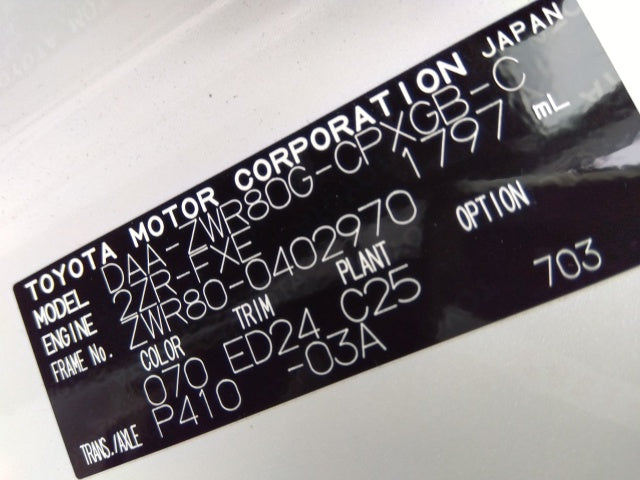 TOYOTA MOTOR CORPORATION JAPAN
MODEL DAA-ZWR80G-CPXGB-C
ENGINE 2ZR-FXE 1797 mL
FRAME No. ZWR80-0402970
COLOR TRIM PLANT OPTION
070 ED24 C25 703
TRANS./AXLE P410 -03A